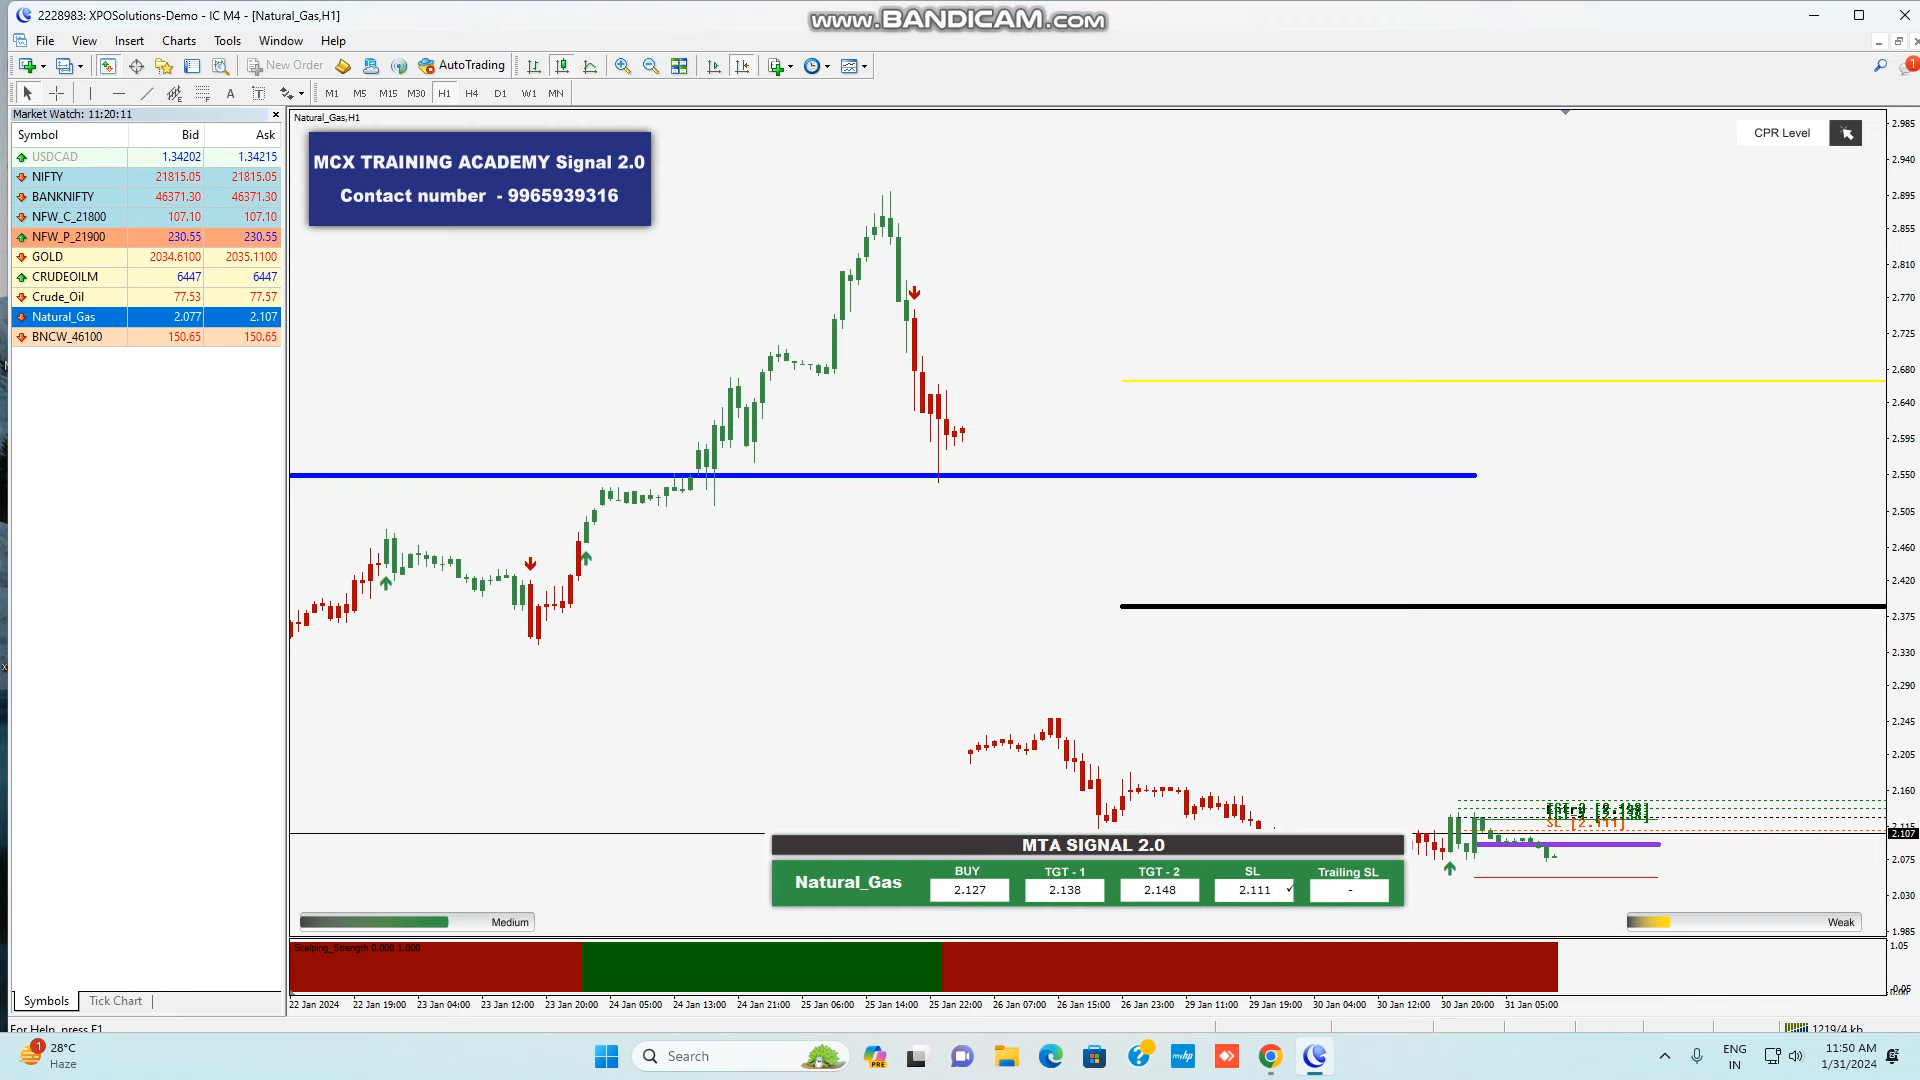 2228983: XPOSolutions-Demo - IC M4 - [Natural_Gas,H1]
www.BANDICAM.com
File View Insert Charts Tools Window Help
New Order AutoTrading
1
A T M1 M5 M15 M30 H1 H4 D1 W1 MN
Market Watch: 11:20:11
Symbol Bid Ask
USDCAD 1.34202 1.34215
NIFTY 21815.05 21815.05
BANKNIFTY 46371.30 46371.30
NFW_C_21800 107.10 107.10
NFW_P_21900 230.55 230.55
GOLD 2034.6100 2035.1100
CRUDEOILM 6447 6447
Crude_Oil 77.53 77.57
Natural_Gas 2.077 2.107
BNCW_46100 150.65 150.65
Symbols Tick Chart
Natural_Gas,H1
MCX TRAINING ACADEMY Signal 2.0
Contact number - 9965939316
CPR Level
2.985
2.940
2.895
2.855
2.810
2.770
2.725
2.680
2.640
2.595
2.550
2.505
2.460
2.420
2.375
2.330
2.290
2.245
2.205
2.160
2.115
2.107
2.075
2.030
1.985
SL [2.111]
MTA SIGNAL 2.0
Natural_Gas
BUY TGT - 1 TGT - 2 SL Trailing SL
2.127 2.138 2.148 2.111 ✓ -
Medium
Weak
Scalping_Strength 0.000 1.000
1.05
22 Jan 2024 22 Jan 19:00 23 Jan 04:00 23 Jan 12:00 23 Jan 20:00 24 Jan 05:00 24 Jan 13:00 24 Jan 21:00 25 Jan 06:00 25 Jan 14:00 25 Jan 22:00 26 Jan 07:00 26 Jan 15:00 26 Jan 23:00 29 Jan 11:00 29 Jan 19:00 30 Jan 04:00 30 Jan 12:00 30 Jan 20:00 31 Jan 05:00
For Help, press F1
1219/4 kb
1
28°C
Haze
Search
PRE
ENG
IN
11:50 AM
1/31/2024